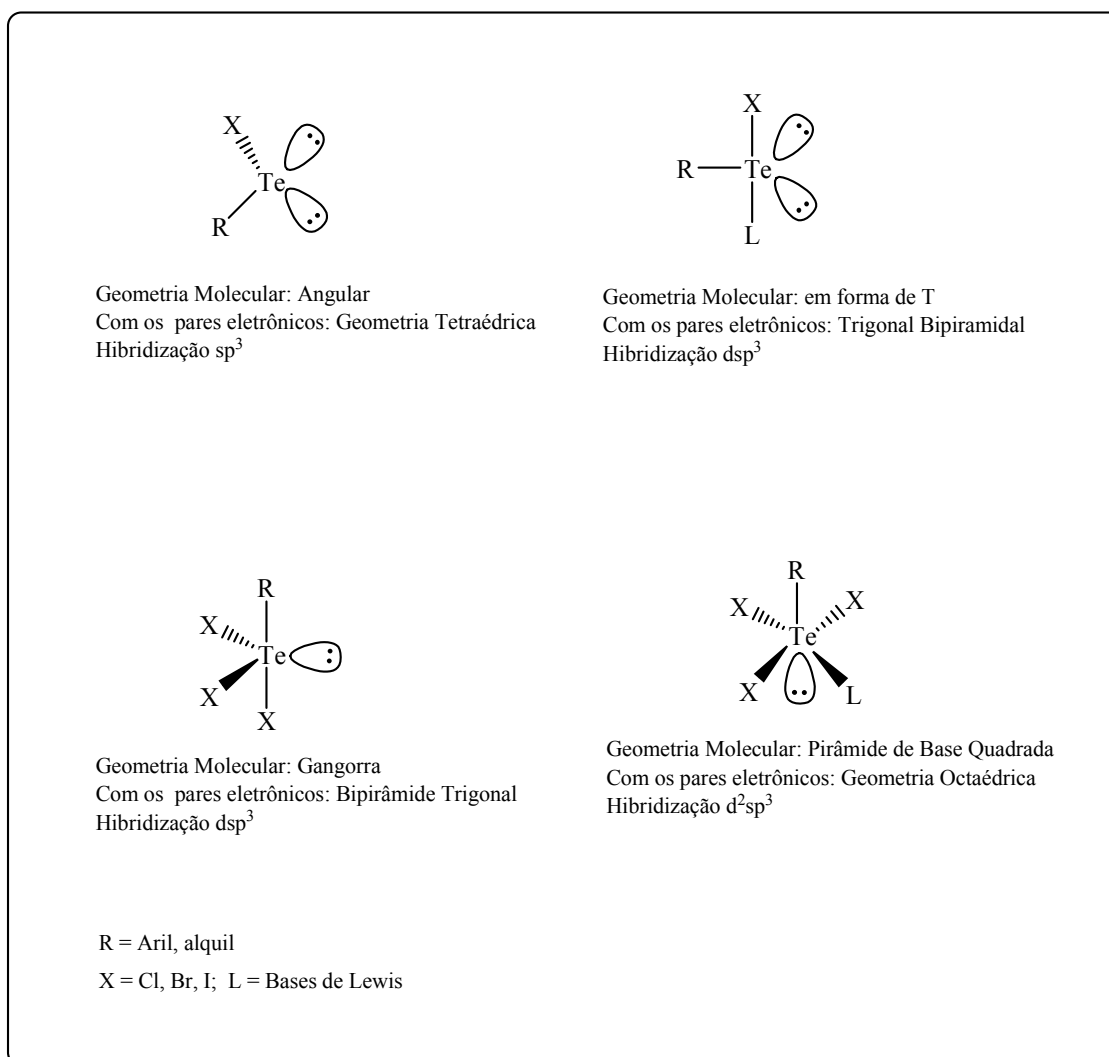 X
Te
R
Geometria Molecular: Angular
Com os pares eletrônicos: Geometria Tetraédrica
Hibridização sp³
X
R Te
L
Geometria Molecular: em forma de T
Com os pares eletrônicos: Trigonal Bipiramidal
Hibridização dsp³
R
X
Te
X
X
Geometria Molecular: Gangorra
Com os pares eletrônicos: Bipirâmide Trigonal
Hibridização dsp³
R
X X
Te
X L
Geometria Molecular: Pirâmide de Base Quadrada
Com os pares eletrônicos: Geometria Octaédrica
Hibridização d²sp³
R = Aril, alquil
X = Cl, Br, I; L = Bases de Lewis